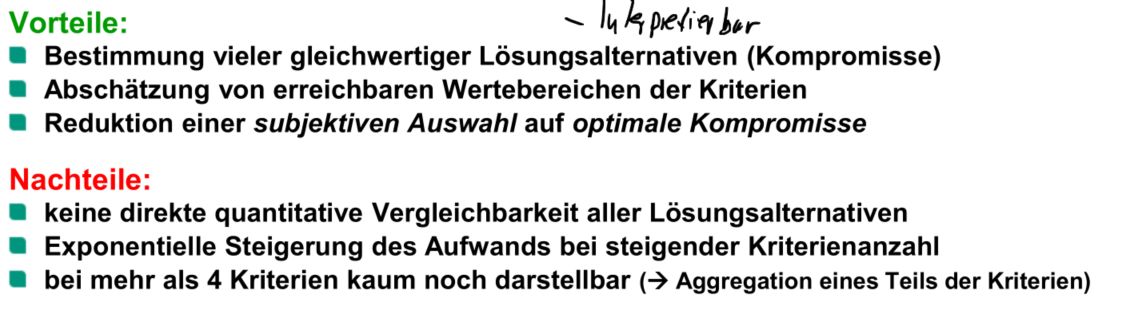 Vorteile: – Interpretierbar
Bestimmung vieler gleichwertiger Lösungsalternativen (Kompromisse)
Abschätzung von erreichbaren Wertebereichen der Kriterien
Reduktion einer subjektiven Auswahl auf optimale Kompromisse
Nachteile:
keine direkte quantitative Vergleichbarkeit aller Lösungsalternativen
Exponentielle Steigerung des Aufwands bei steigender Kriterienanzahl
bei mehr als 4 Kriterien kaum noch darstellbar (→ Aggregation eines Teils der Kriterien)